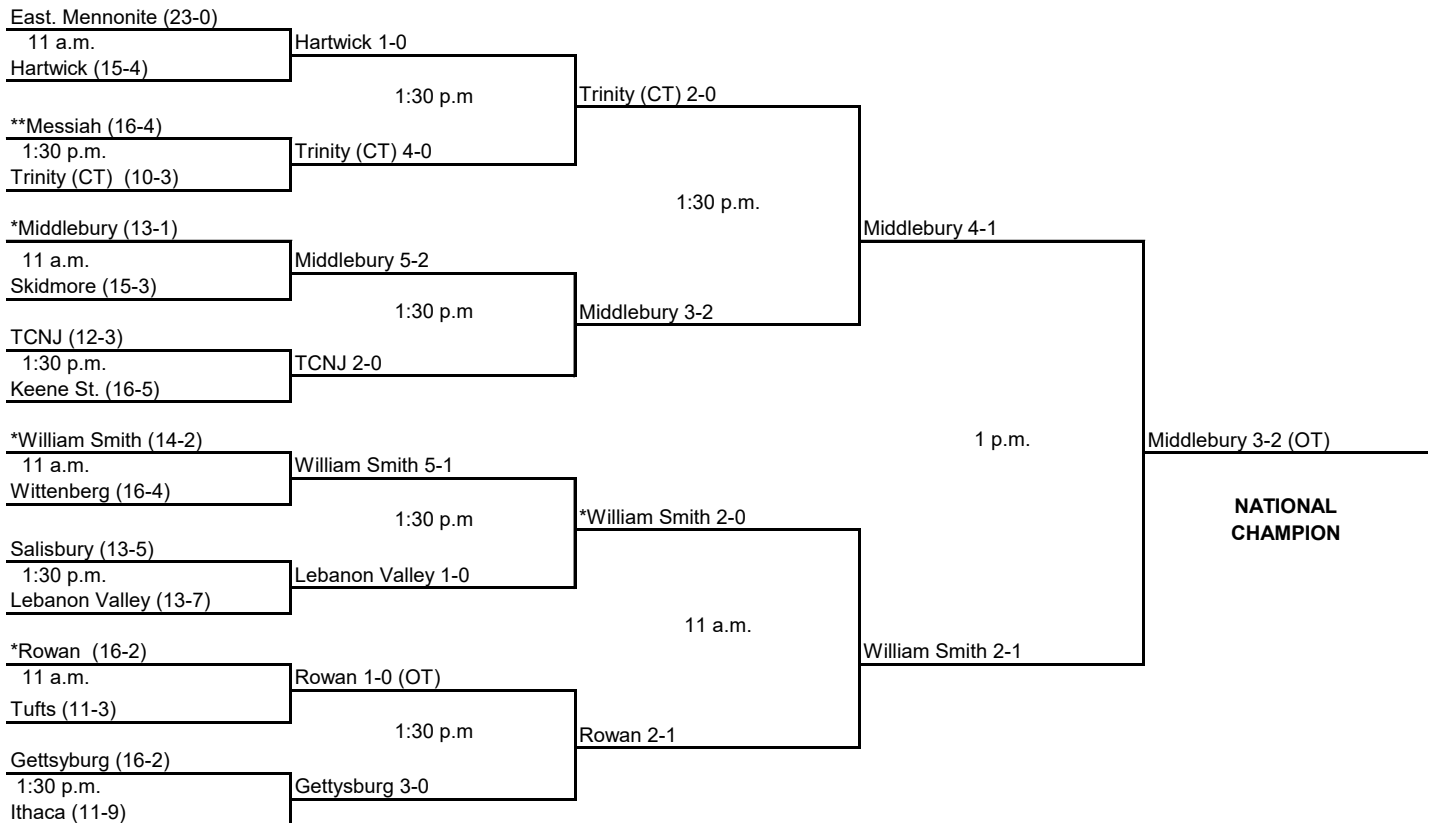 East. Mennonite (23-0)
11 a.m.
Hartwick (15-4)
Hartwick 1-0
1:30 p.m
**Messiah (16-4)
1:30 p.m.
Trinity (CT)  (10-3)
Trinity (CT) 4-0
Trinity (CT) 2-0
1:30 p.m.
*Middlebury (13-1)
11 a.m.
Skidmore (15-3)
Middlebury 5-2
1:30 p.m
TCNJ (12-3)
1:30 p.m.
Keene St. (16-5)
TCNJ 2-0
Middlebury 3-2
Middlebury 4-1
*William Smith (14-2)
11 a.m.
Wittenberg (16-4)
William Smith 5-1
1:30 p.m
Salisbury (13-5)
1:30 p.m.
Lebanon Valley (13-7)
Lebanon Valley 1-0
*William Smith 2-0
11 a.m.
*Rowan  (16-2)
11 a.m.
Tufts (11-3)
Rowan 1-0 (OT)
1:30 p.m
Gettsyburg (16-2)
1:30 p.m.
Ithaca (11-9)
Gettysburg 3-0
Rowan 2-1
William Smith 2-1
1 p.m.
Middlebury 3-2 (OT)
NATIONAL
CHAMPION